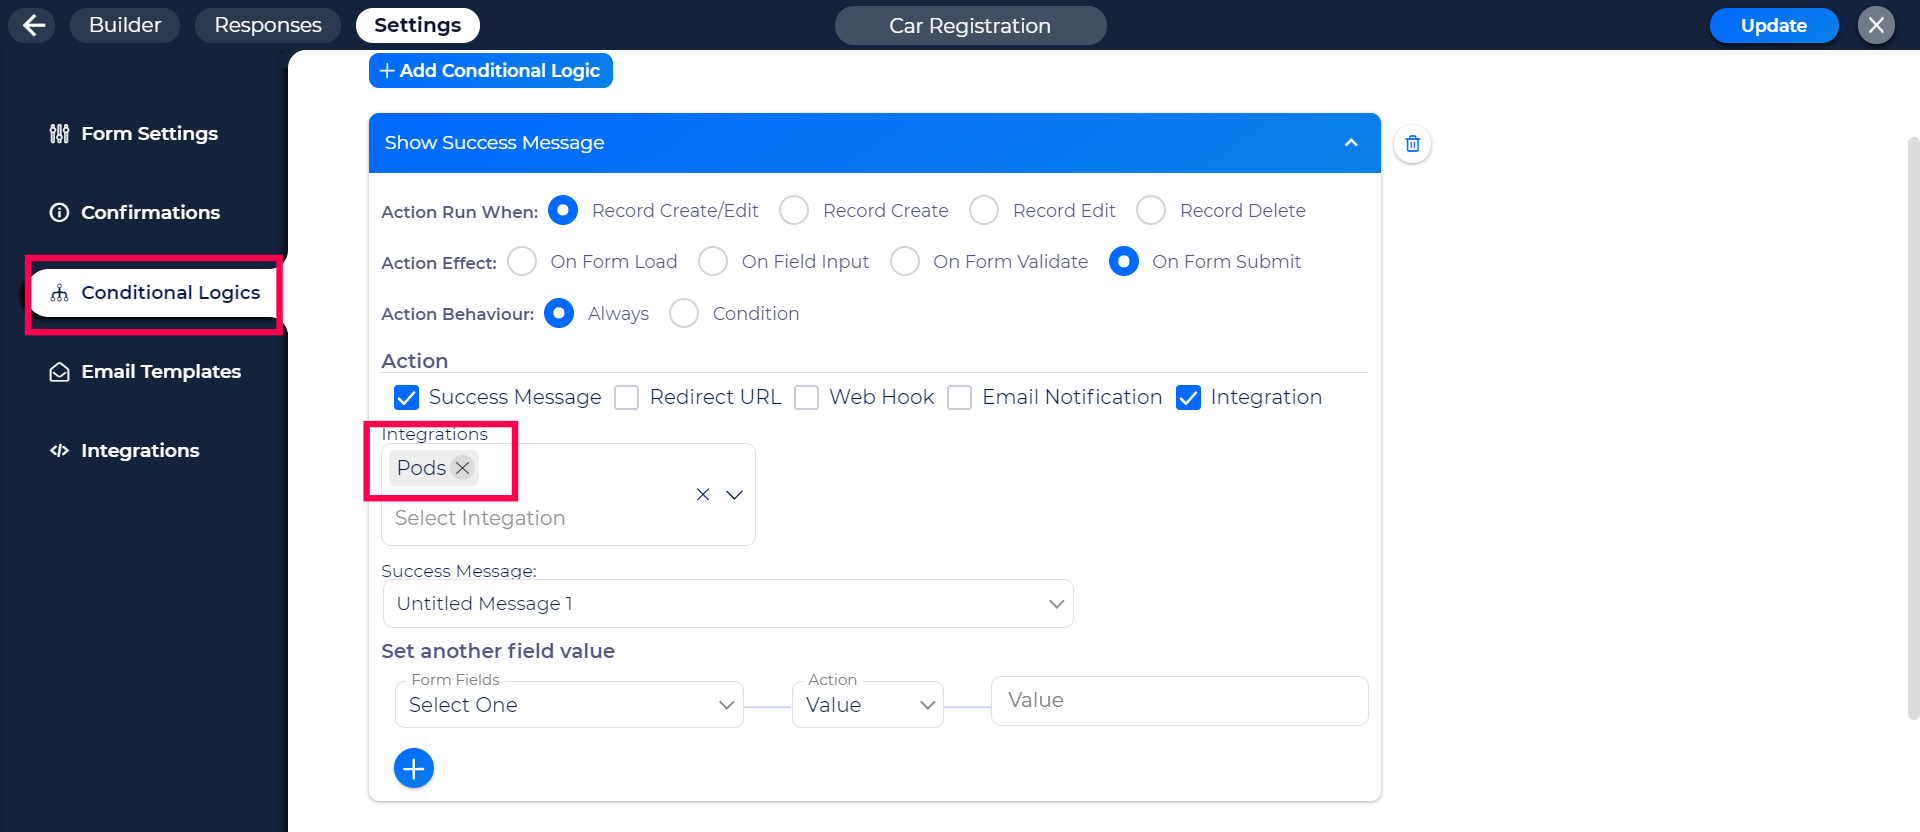 Builder
Responses
Settings
Car Registration
Update
Add Conditional Logic
Form Settings
Confirmations
Conditional Logics
Email Templates
Integrations
Show Success Message
Action Run When: Record Create/Edit Record Create Record Edit Record Delete
Action Effect: On Form Load On Field Input On Form Validate On Form Submit
Action Behaviour: Always Condition
Action
Success Message Redirect URL Web Hook Email Notification Integration
Integrations
Pods
Select Integation
Success Message:
Untitled Message 1
Set another field value
Form Fields
Select One
Action
Value
Value